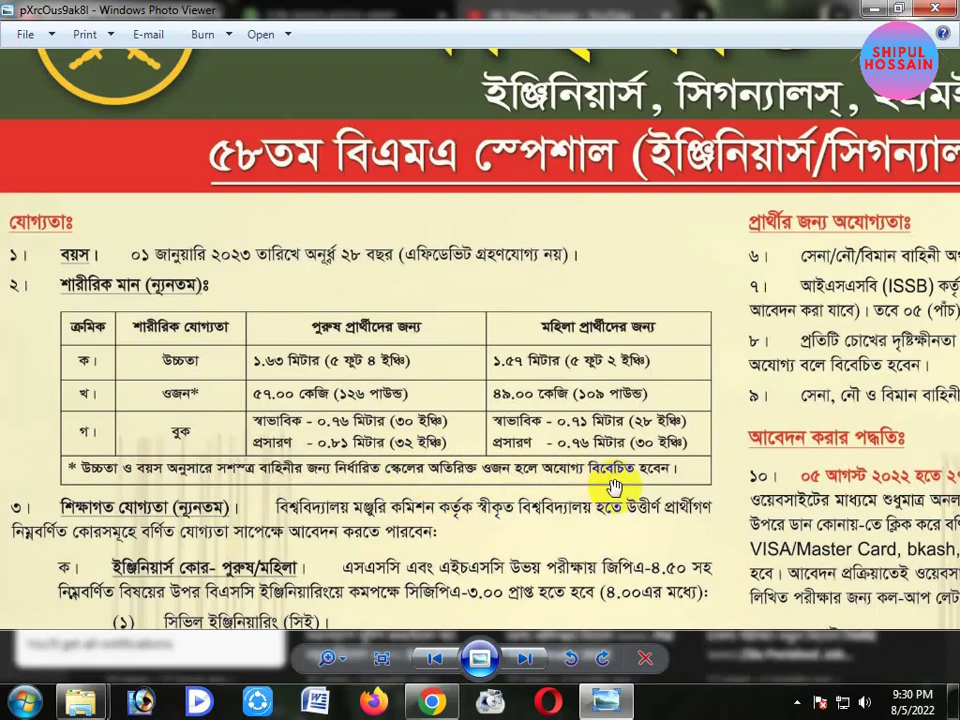 pXrcOus9ak8I - Windows Photo Viewer
File Print E-mail Burn Open
SHIPUL
HOSSAIN
ইঞ্জিনিয়ার্স, সিগন্যালস্,
৫৮তম বিএমএ স্পেশাল (ইঞ্জিনিয়ার্স/সিগন্যাল
যোগ্যতাঃ
১। বয়স। ০১ জানুয়ারি ২০২৩ তারিখে অনূর্ধ্ব ২৮ বছর (এফিডেভিট গ্রহণযোগ্য নয়)।
২। শারীরিক মান (ন্যূনতম)ঃ
ক্রমিক শারীরিক যোগ্যতা পুরুষ প্রার্থীদের জন্য মহিলা প্রার্থীদের জন্য
ক। উচ্চতা ১.৬৩ মিটার (৫ ফুট ৪ ইঞ্চি) ১.৫৭ মিটার (৫ ফুট ২ ইঞ্চি)
খ। ওজন* ৫৭.০০ কেজি (১২৬ পাউন্ড) ৪৯.০০ কেজি (১০৯ পাউন্ড)
গ। বুক স্বাভাবিক - ০.৭৬ মিটার (৩০ ইঞ্চি) স্বাভাবিক - ০.৭১ মিটার (২৮ ইঞ্চি)
প্রসারণ - ০.৮১ মিটার (৩২ ইঞ্চি) প্রসারণ - ০.৭৬ মিটার (৩০ ইঞ্চি)
* উচ্চতা ও বয়স অনুসারে সশস্ত্র বাহিনীর জন্য নির্ধারিত স্কেলের অতিরিক্ত ওজন হলে অযোগ্য বিবেচিত হবেন।
৩। শিক্ষাগত যোগ্যতা (ন্যূনতম)। বিশ্ববিদ্যালয় মঞ্জুরি কমিশন কর্তৃক স্বীকৃত বিশ্ববিদ্যালয় হতে উত্তীর্ণ প্রার্থীগণ
নিম্নবর্ণিত কোরসমূহে বর্ণিত যোগ্যতা সাপেক্ষে আবেদন করতে পারবেন:
ক। ইঞ্জিনিয়ার্স কোর- পুরুষ/মহিলা। এসএসসি এবং এইচএসসি উভয় পরীক্ষায় জিপিএ-৪.৫০ সহ
নিম্নবর্ণিত বিষয়ের উপর বিএসসি ইঞ্জিনিয়ারিংয়ে কমপক্ষে সিজিপিএ-৩.০০ প্রাপ্ত হতে হবে (৪.০০এর মধ্যে):
(১) সিভিল ইঞ্জিনিয়ারিং (সিই)।
প্রার্থীর জন্য অযোগ্যতাঃ
৬। সেনা/নৌ/বিমান বাহিনী
৭। আইএসএসবি (ISSB) কর্তৃ
আবেদন করা যাবে)। তবে ০৫ (পাঁচ)
৮। প্রতিটি চোখের দৃষ্টিক্ষীনতা
অযোগ্য বলে বিবেচিত হবেন।
৯। সেনা, নৌ ও বিমান বাহিনী
আবেদন করার পদ্ধতিঃ
১০। ০৫ আগস্ট ২০২২ হতে ২৭
ওয়েবসাইটের মাধ্যমে শুধুমাত্র অনল
উপরে ডান কোনায়-তে ক্লিক করে
VISA/Master Card, bkash,
হবে। আবেদন প্রক্রিয়াতেই ওয়েবস
লিখিত পরীক্ষার জন্য কল-আপ লেট
You'll get all notifications
9:30 PM
8/5/2022